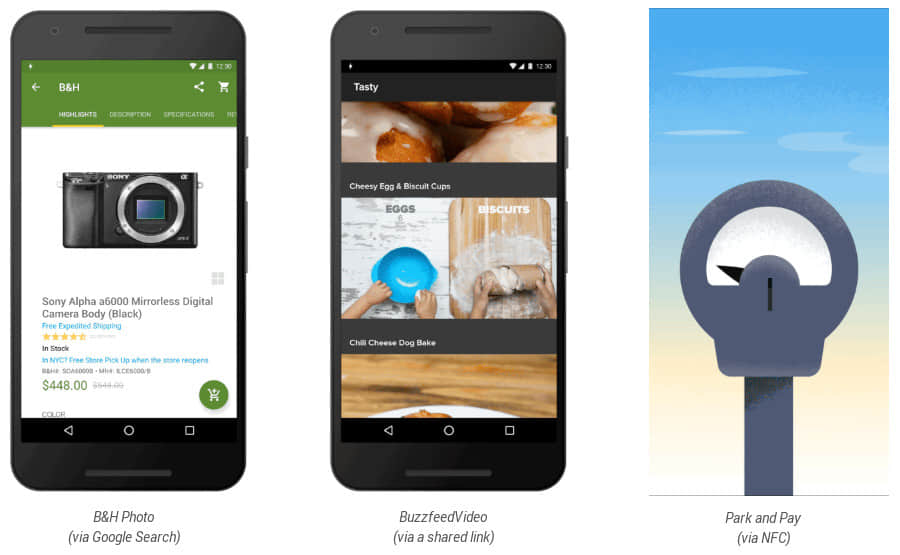 12:30
B&H
HIGHLIGHTS DESCRIPTION SPECIFICATIONS
SONY α
Sony Alpha a6000 Mirrorless Digital
Camera Body (Black)
Free Expedited Shipping
In Stock
In NYC? Free Store Pick Up when the store reopens
B&H#: SOA6000B • Mfr#: ILCE6000/B
$448.00 $548.00
COLOR
B&H Photo
(via Google Search)
12:30
Tasty
Cheesy Egg & Biscuit Cups
EGGS BISCUITS
6
Chili Cheese Dog Bake
BuzzfeedVideo
(via a shared link)
Park and Pay
(via NFC)